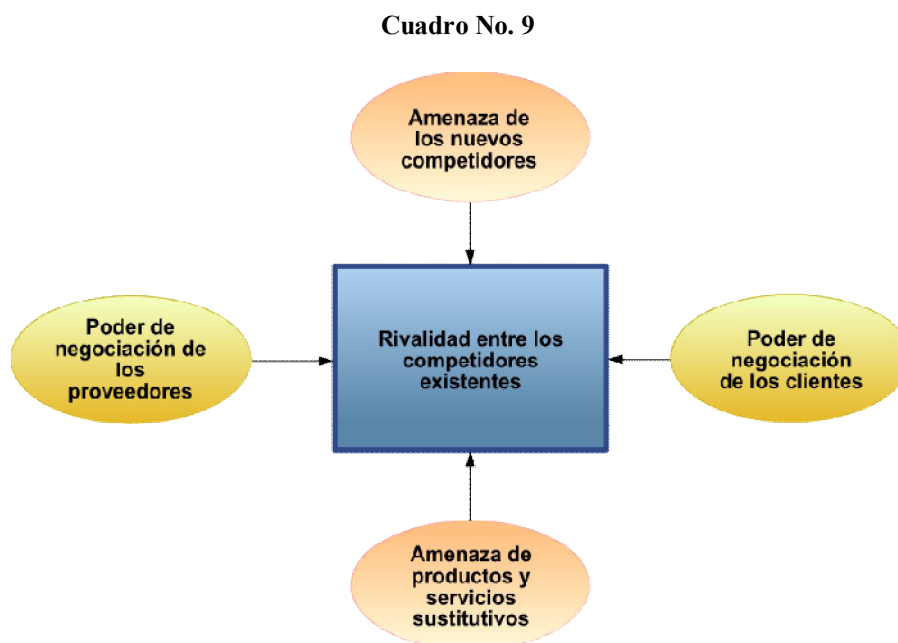 Cuadro No. 9
Amenaza de
los nuevos
competidores
Poder de
negociación de
los
proveedores
Rivalidad entre los
competidores
existentes
Poder de
negociación
de los clientes
Amenaza de
productos y
servicios
sustitutivos